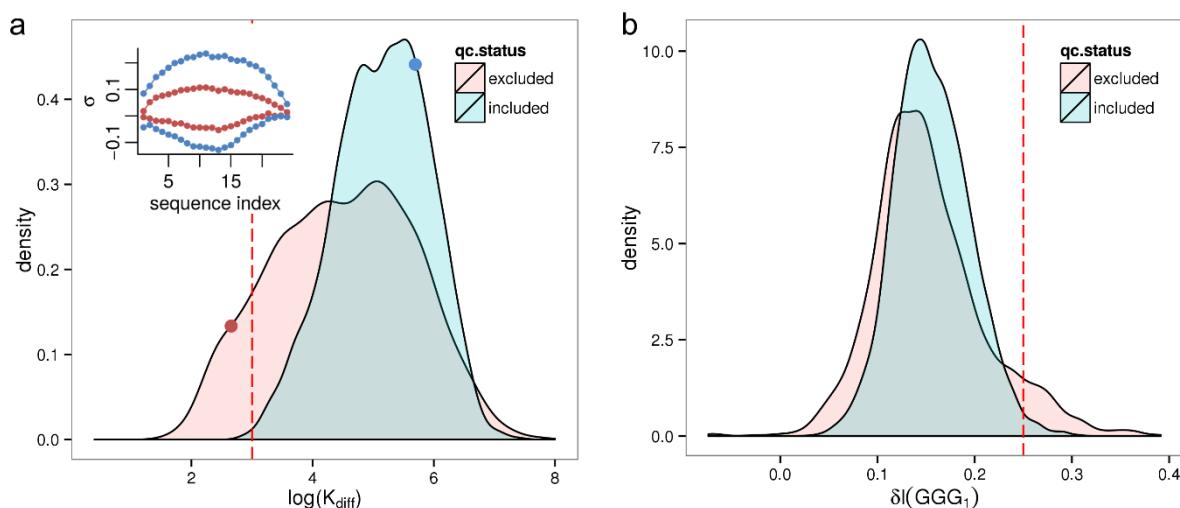 a
0.4
0.3
0.2
0.1
0.0
density
2
4
6
8
log(K_diff)
σ
0.1
−0.1
5
15
sequence index
qc.status
excluded
included
b
10.0
7.5
5.0
2.5
0.0
density
0.0
0.1
0.2
0.3
0.4
δI(GGG₁)
qc.status
excluded
included